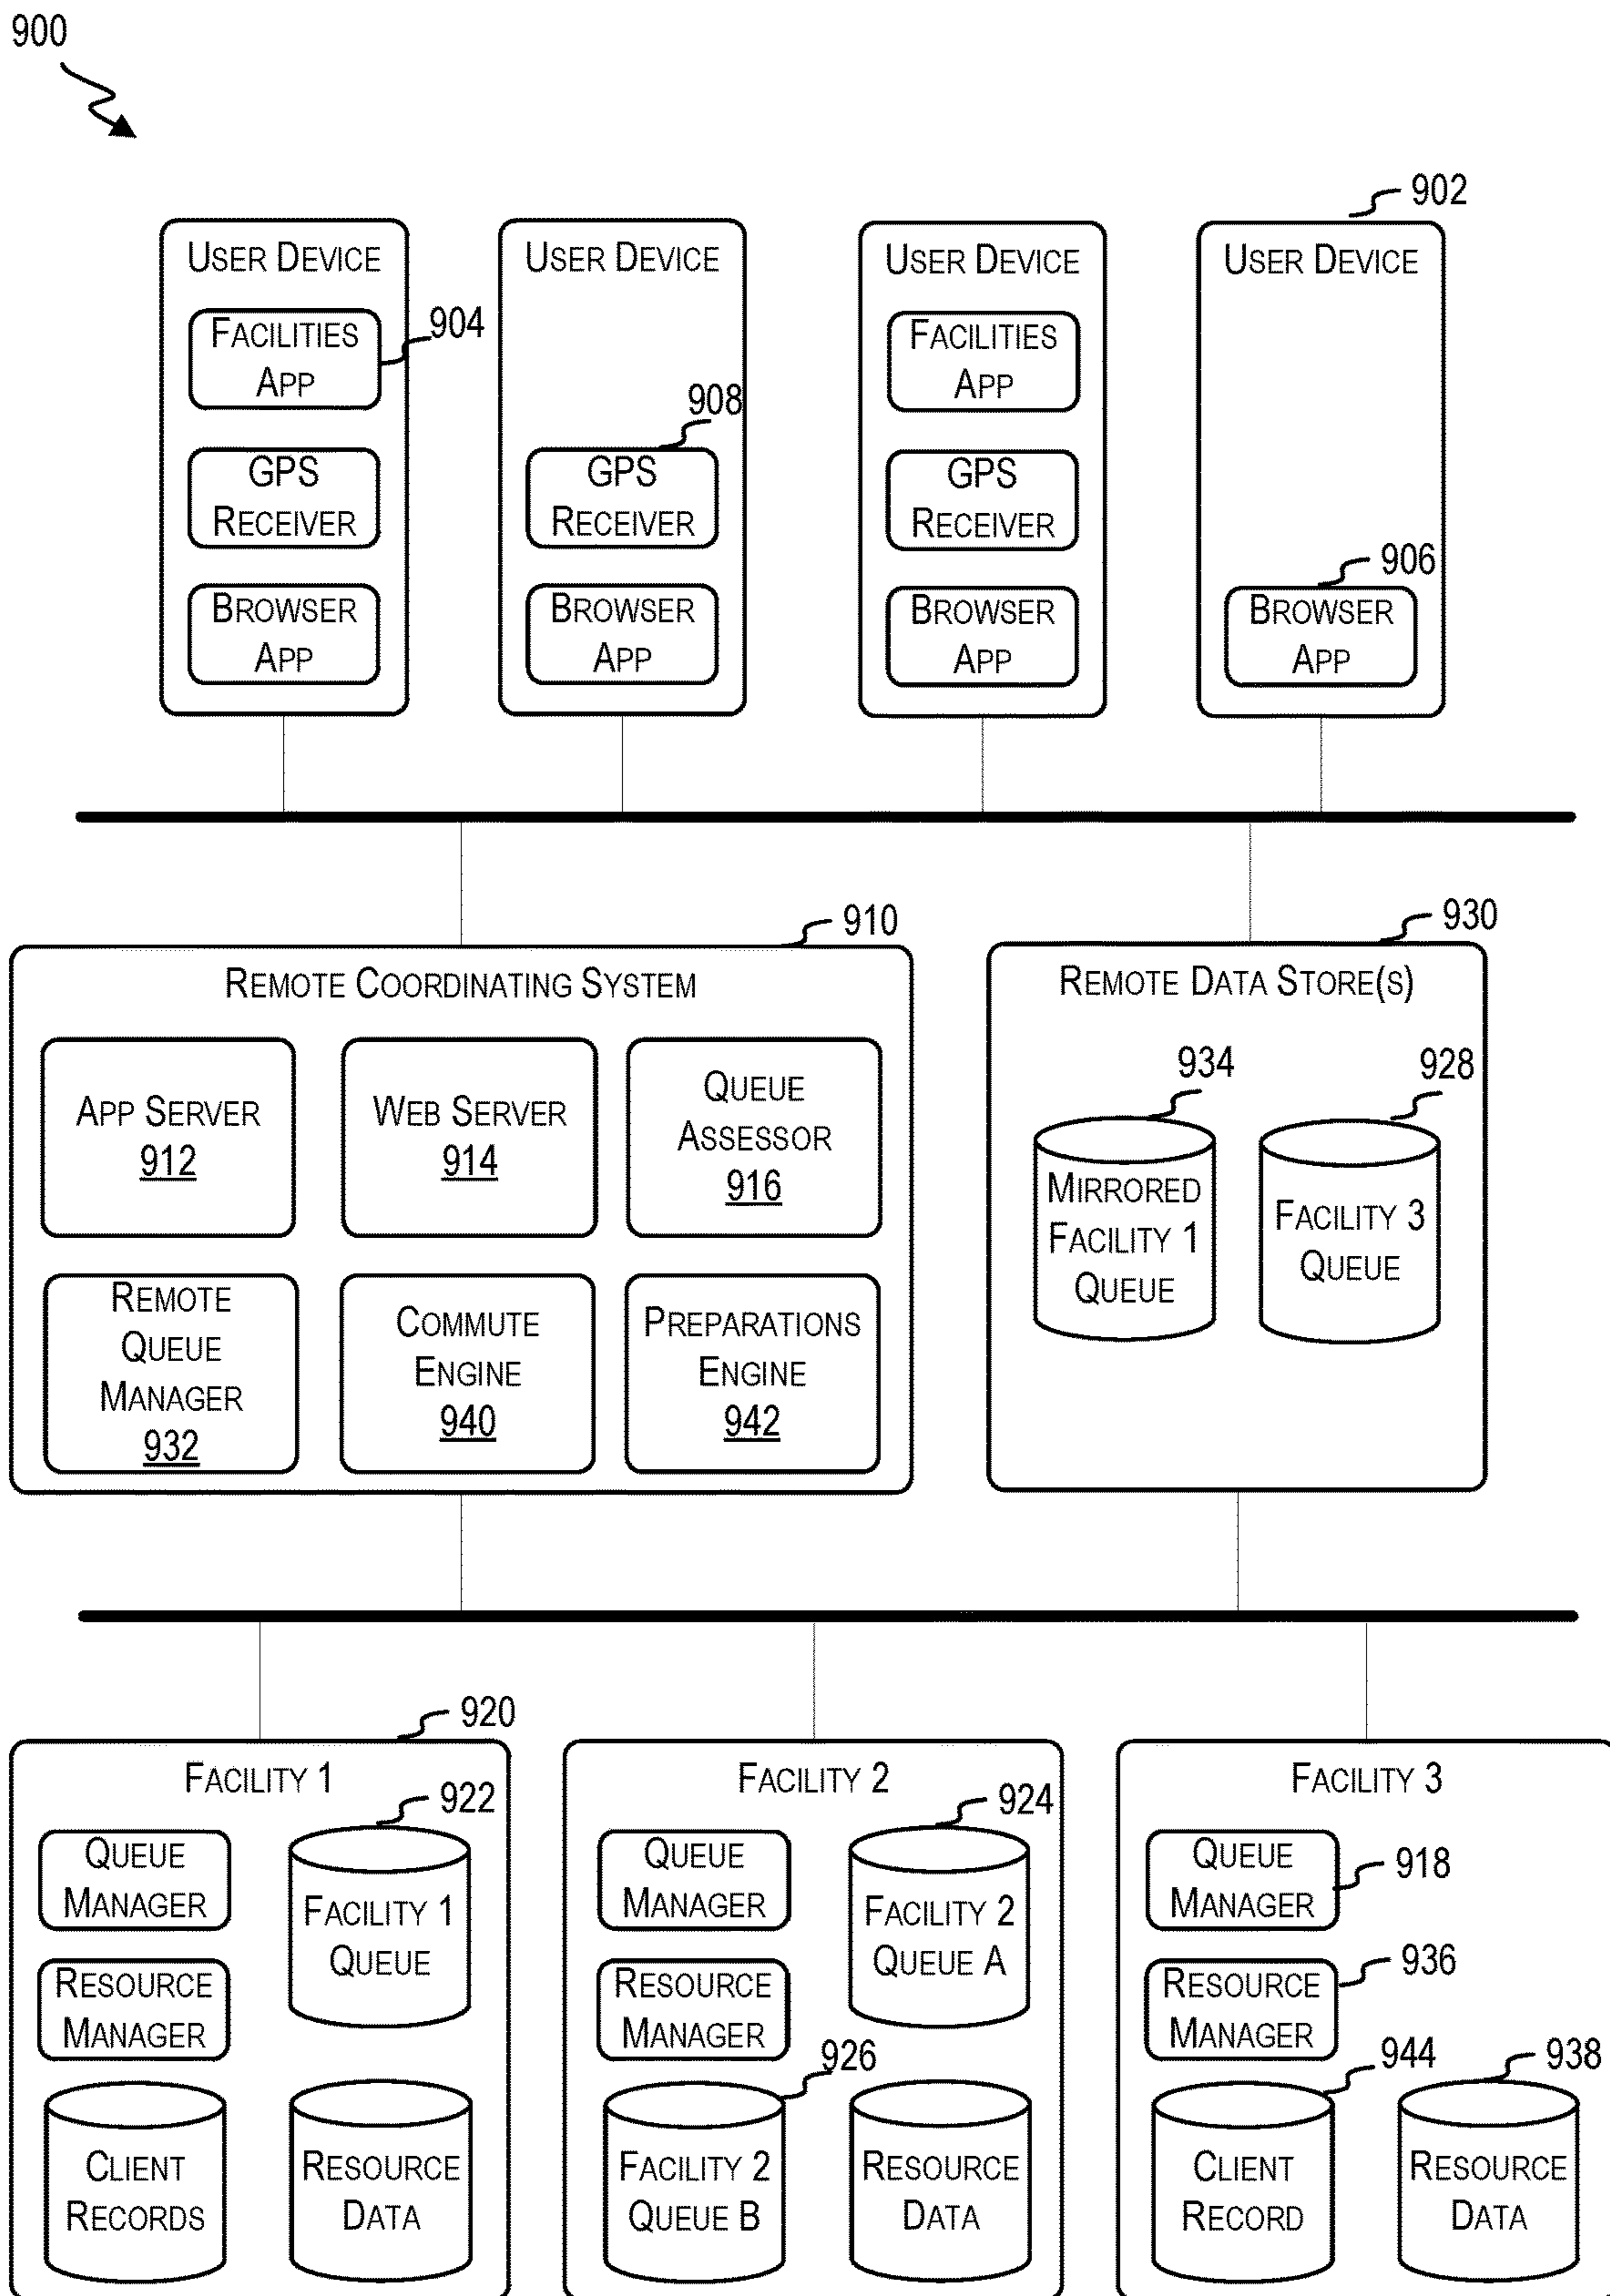 900
902
User Device
User Device
User Device
User Device
Facilities
App
904
Facilities
App
908
GPS
Receiver
GPS
Receiver
GPS
Receiver
906
Browser
App
Browser
App
Browser
App
Browser
App
910
Remote Coordinating System
App Server
912
Web Server
914
Queue
Assessor
916
Remote
Queue
Manager
932
Commute
Engine
940
Preparations
Engine
942
930
Remote Data Store(s)
934
Mirrored
Facility 1
Queue
928
Facility 3
Queue
920
Facility 1
Queue
Manager
922
Facility 1
Queue
Resource
Manager
Client
Records
Resource
Data
Facility 2
Queue
Manager
924
Facility 2
Queue A
Resource
Manager
926
Facility 2
Queue B
Resource
Data
Facility 3
Queue
Manager
918
Resource
Manager
936
944
Client
Record
938
Resource
Data